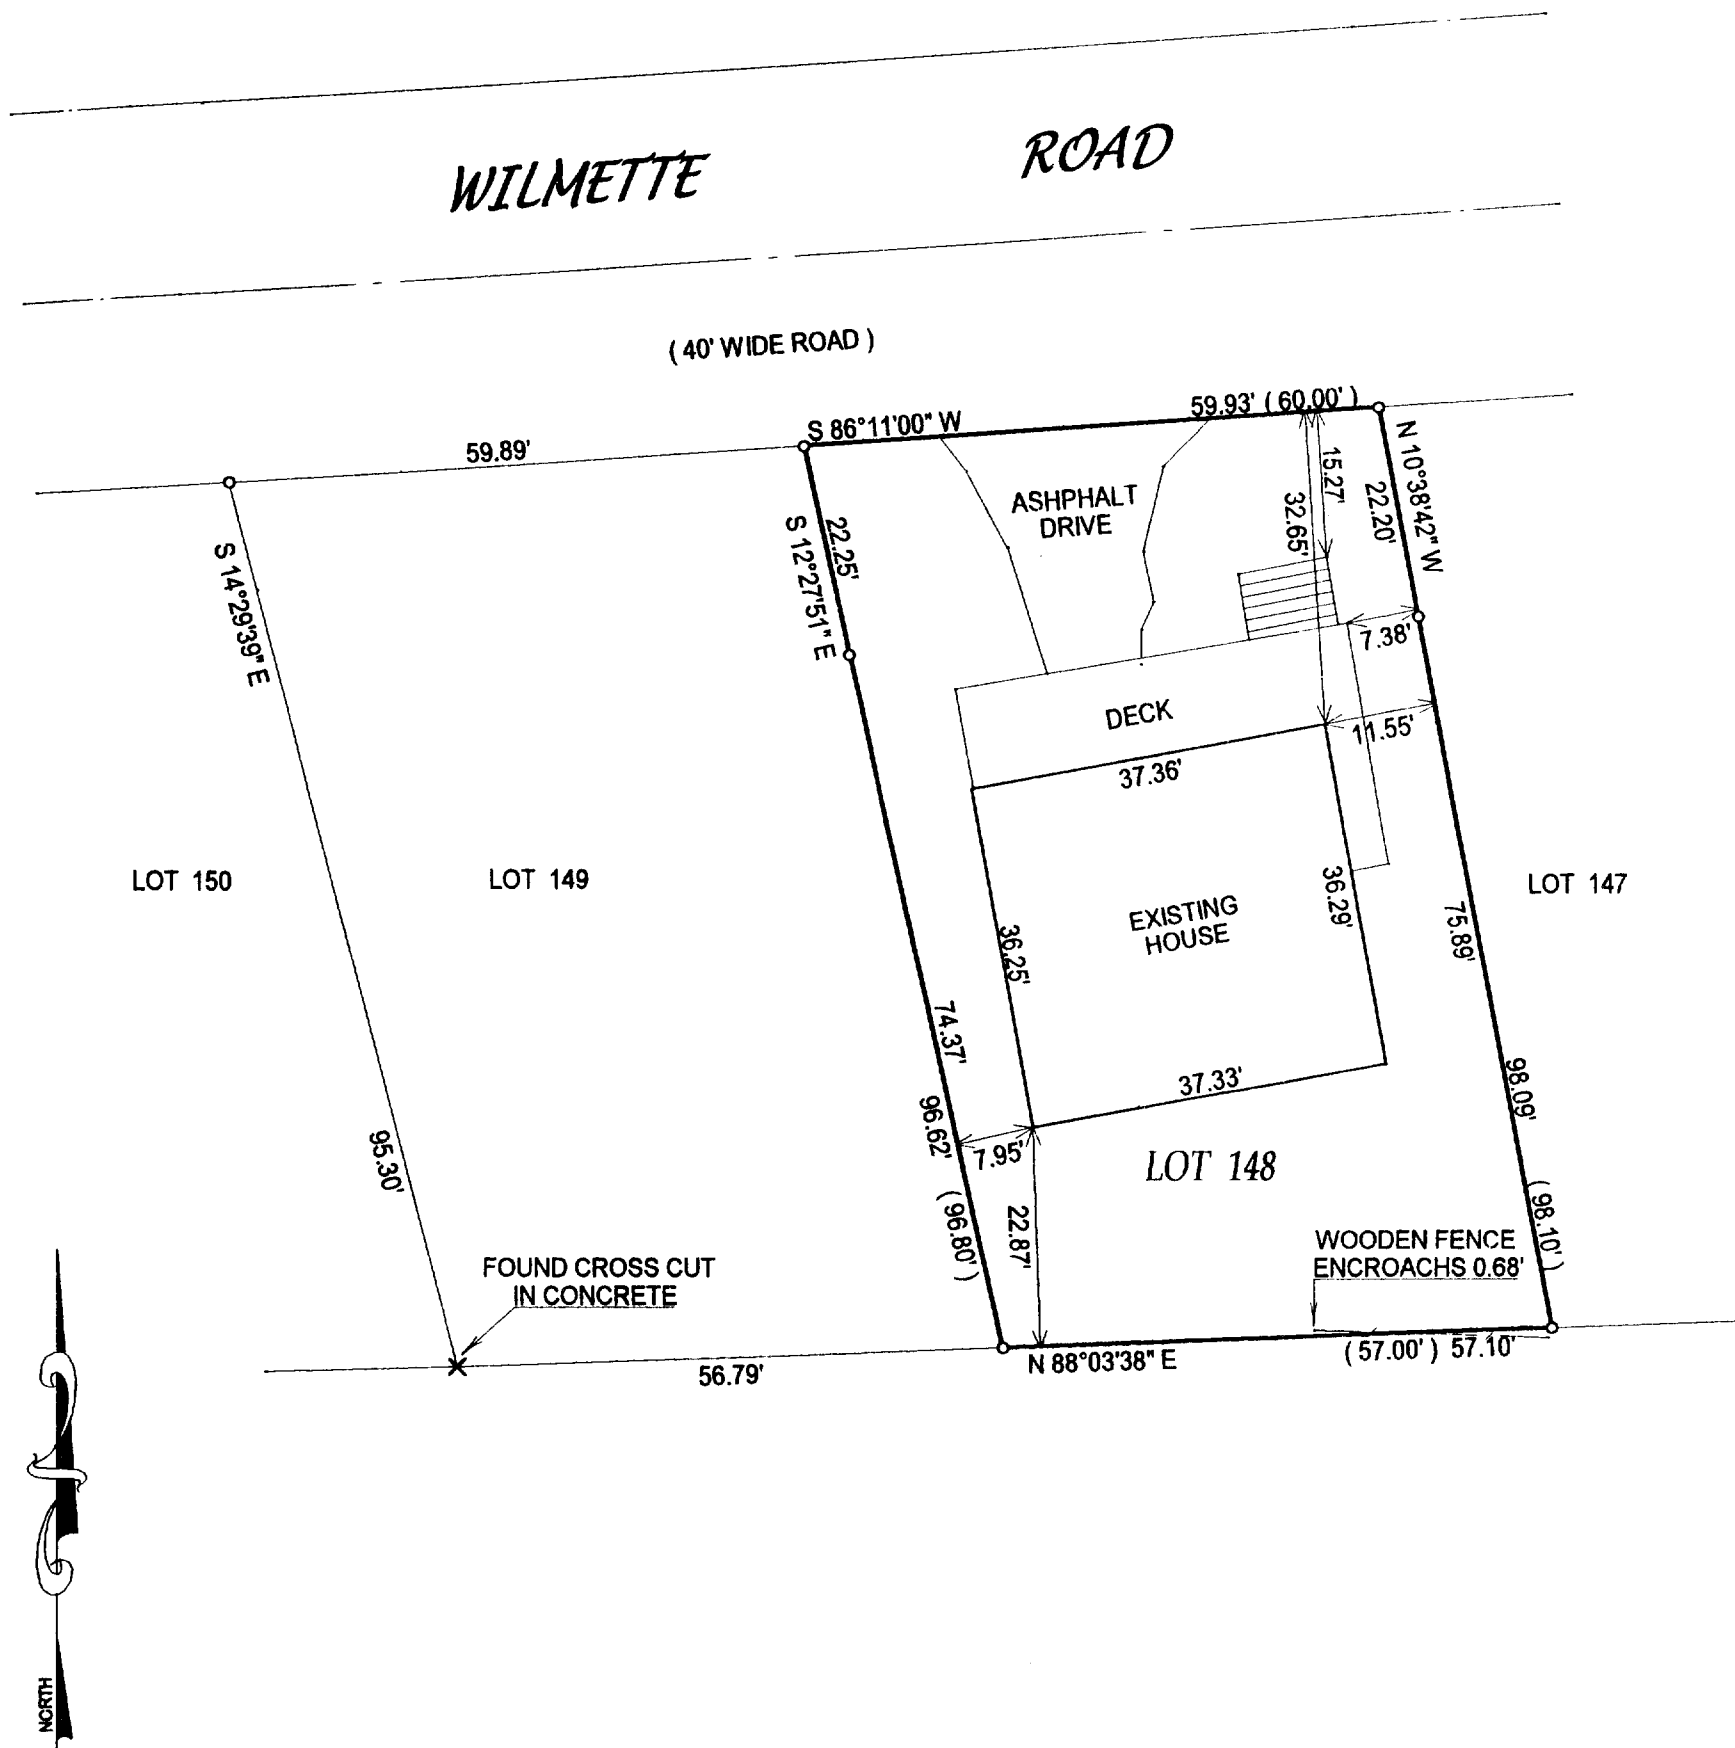 WILMETTE ROAD
( 40' WIDE ROAD )
59.89'
S 86°11'00" W
59.93' ( 60.00' )
N 10°38'42" W
22.20'
15.27'
32.65'
ASHPHALT
DRIVE
22.25'
S 12°27'51" E
S 14°29'39" E
7.38'
DECK
11.55'
37.36'
LOT 150
LOT 149
LOT 147
EXISTING
HOUSE
36.29'
36.25'
75.89'
74.37'
37.33'
98.09'
96.62'
95.30'
7.95'
LOT 148
( 98.10' )
( 96.80' )
22.87'
WOODEN FENCE
ENCROACHS 0.68'
FOUND CROSS CUT
IN CONCRETE
56.79'
N 88°03'38" E
( 57.00' ) 57.10'
NORTH